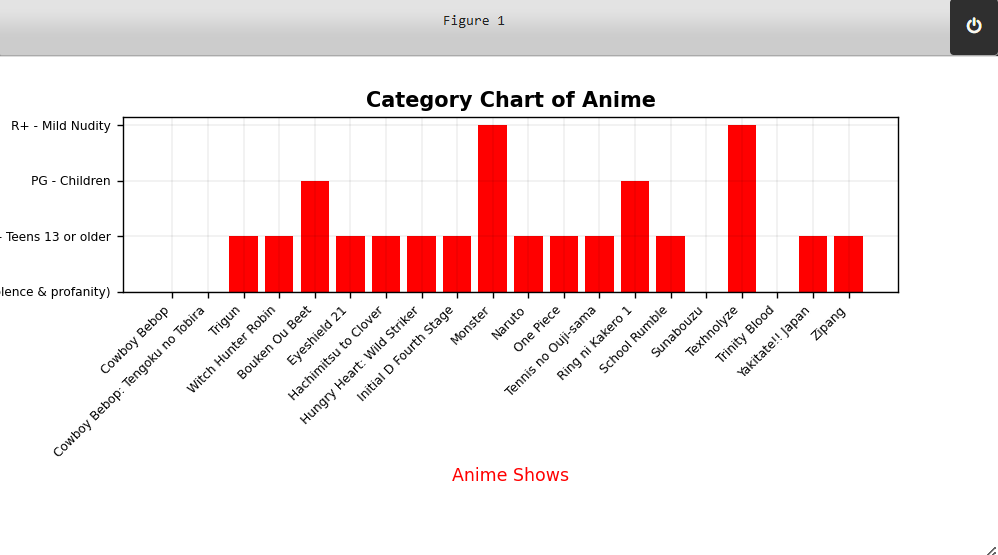 Figure 1
Category Chart of Anime
R+ - Mild Nudity
PG - Children
- Teens 13 or older
lence & profanity)
Cowboy Bebop
Cowboy Bebop: Tengoku no Tobira
Trigun
Witch Hunter Robin
Bouken Ou Beet
Eyeshield 21
Hachimitsu to Clover
Hungry Heart: Wild Striker
Initial D Fourth Stage
Monster
Naruto
One Piece
Tennis no Ouji-sama
Ring ni Kakero 1
School Rumble
Sunabouzu
Texhnolyze
Trinity Blood
Yakitate!! Japan
Zipang
Anime Shows